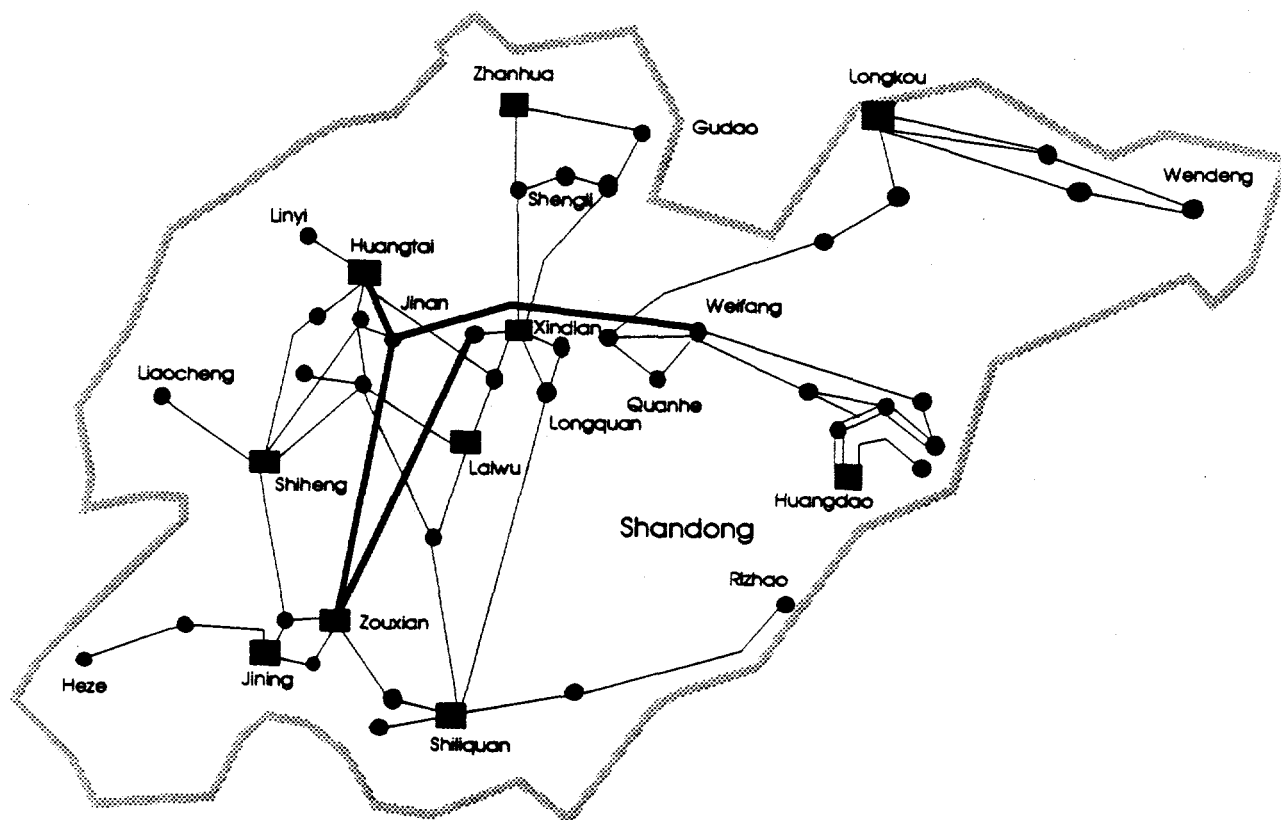 Zhanhua
Longkou
Gudao
Wendeng
Shengli
Linyi
Huangtai
Jinan
Weifang
Xindian
Liaocheng
Quanhe
Longquan
Laiwu
Shiheng
Huangdao
Shandong
Rizhao
Zouxian
Jining
Heze
Shiliquan